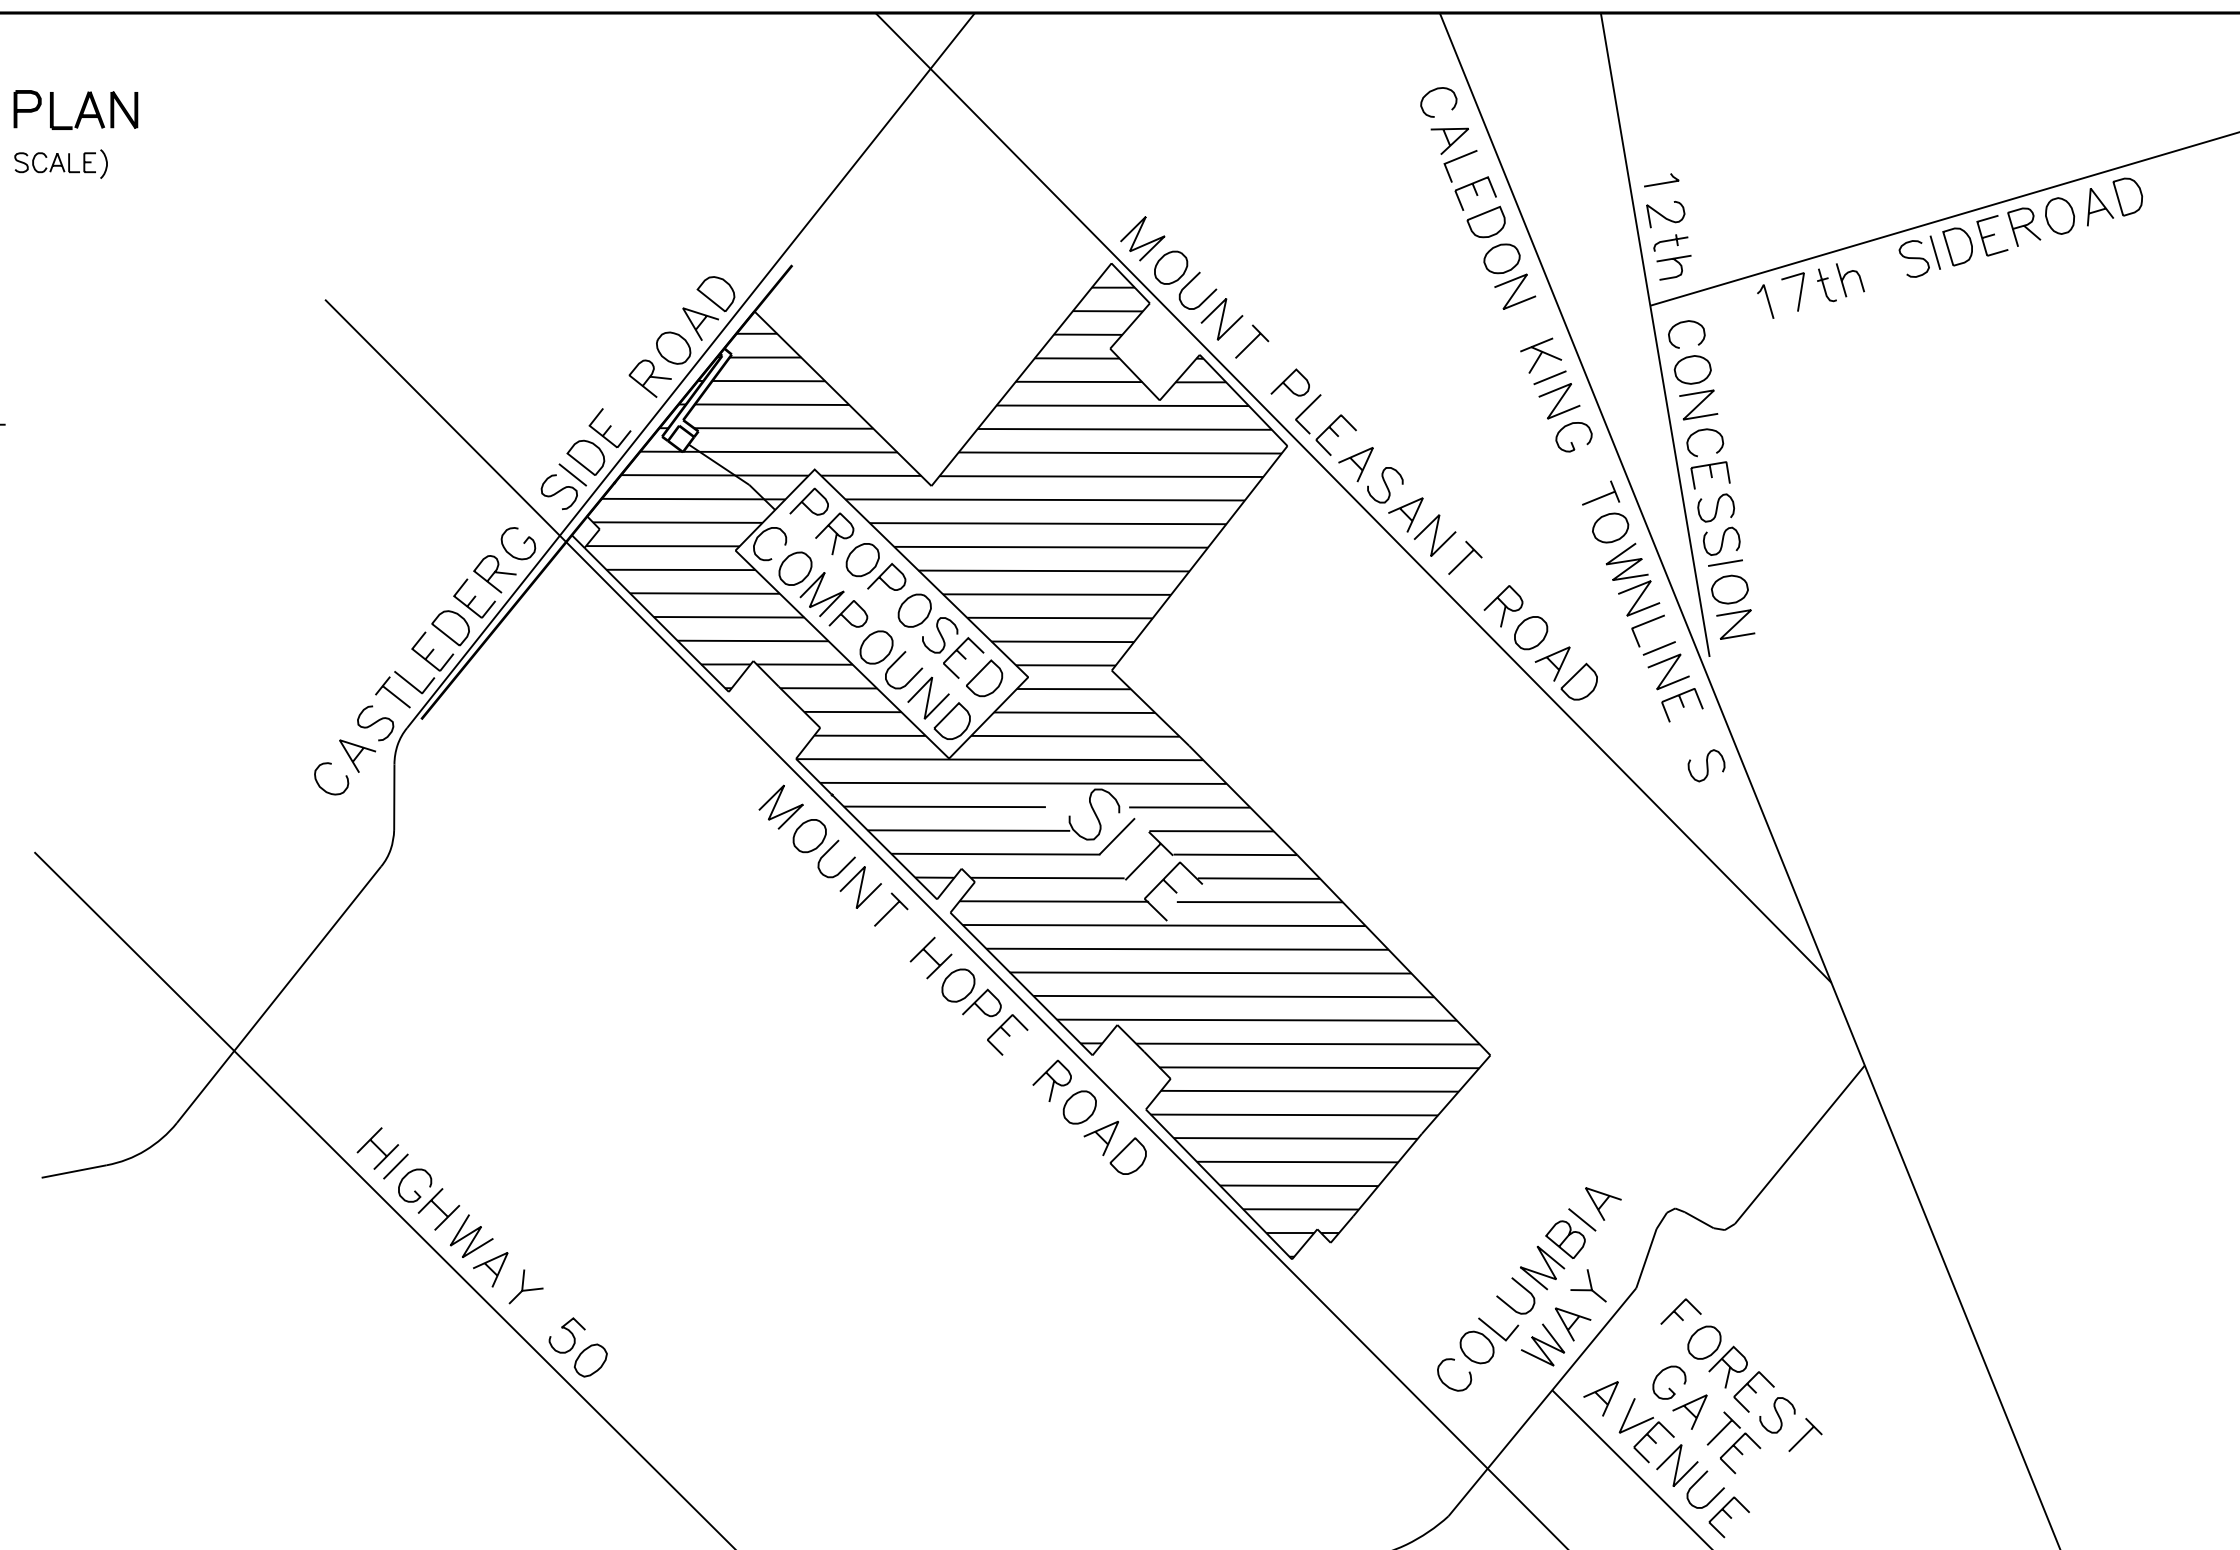 PLAN
SCALE)
CASTLEDERG SIDE ROAD
MOUNT PLEASANT ROAD
CALEDON KING TOWNLINE S
12th CONCESSION
17th SIDEROAD
PROPOSED
COMPOUND
SITE
MOUNT HOPE ROAD
HIGHWAY 50
COLUMBIA
WAY
FOREST
GATE
AVENUE